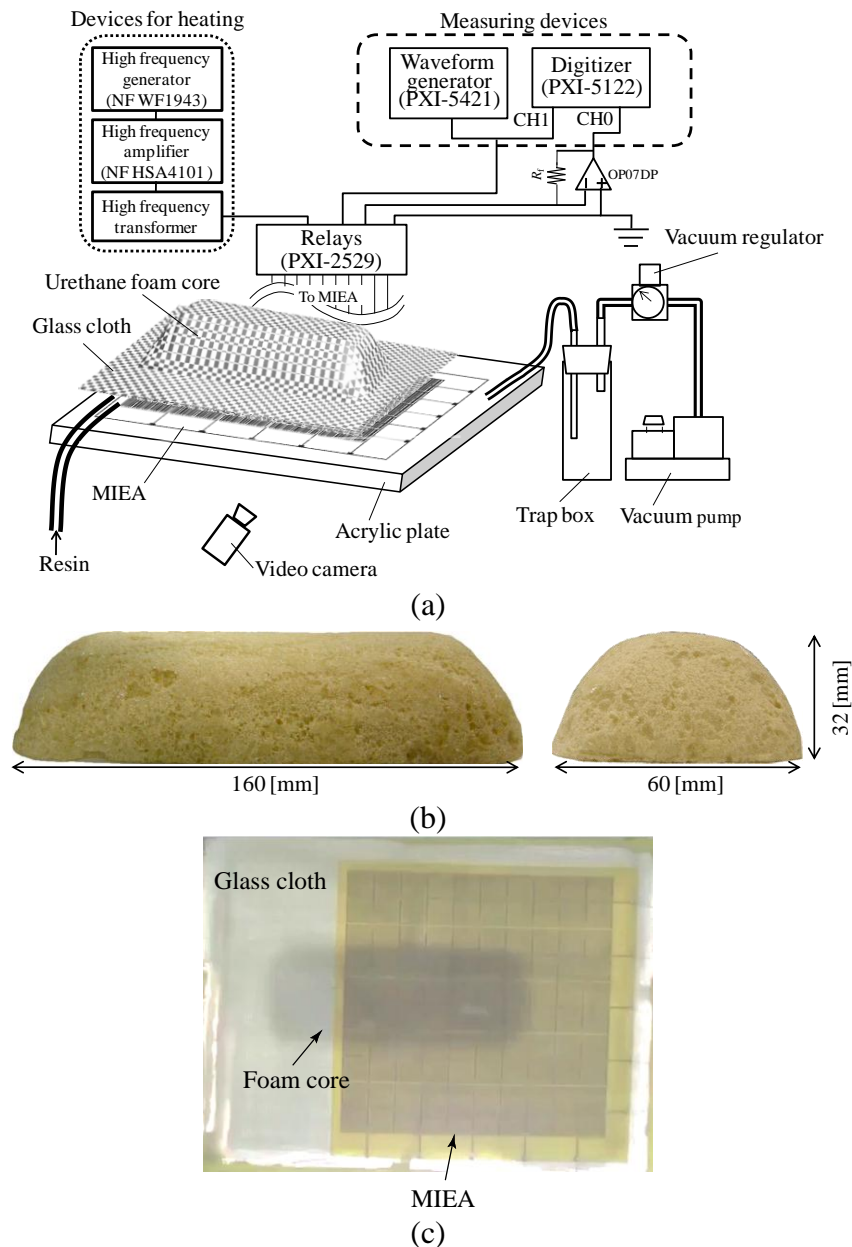 Devices for heating
High frequency
generator
(NF WF1943)
High frequency
amplifier
(NF HSA4101)
High frequency
transformer
Measuring devices
Waveform
generator
(PXI-5421)
Digitizer
(PXI-5122)
CH1
CH0
Rf
OP07DP
Relays
(PXI-2529)
To MIEA
Vacuum regulator
Urethane foam core
Glass cloth
MIEA
Acrylic plate
Trap box
Vacuum pump
Resin
Video camera
(a)
32 [mm]
160 [mm]
60 [mm]
(b)
Glass cloth
Foam core
MIEA
(c)